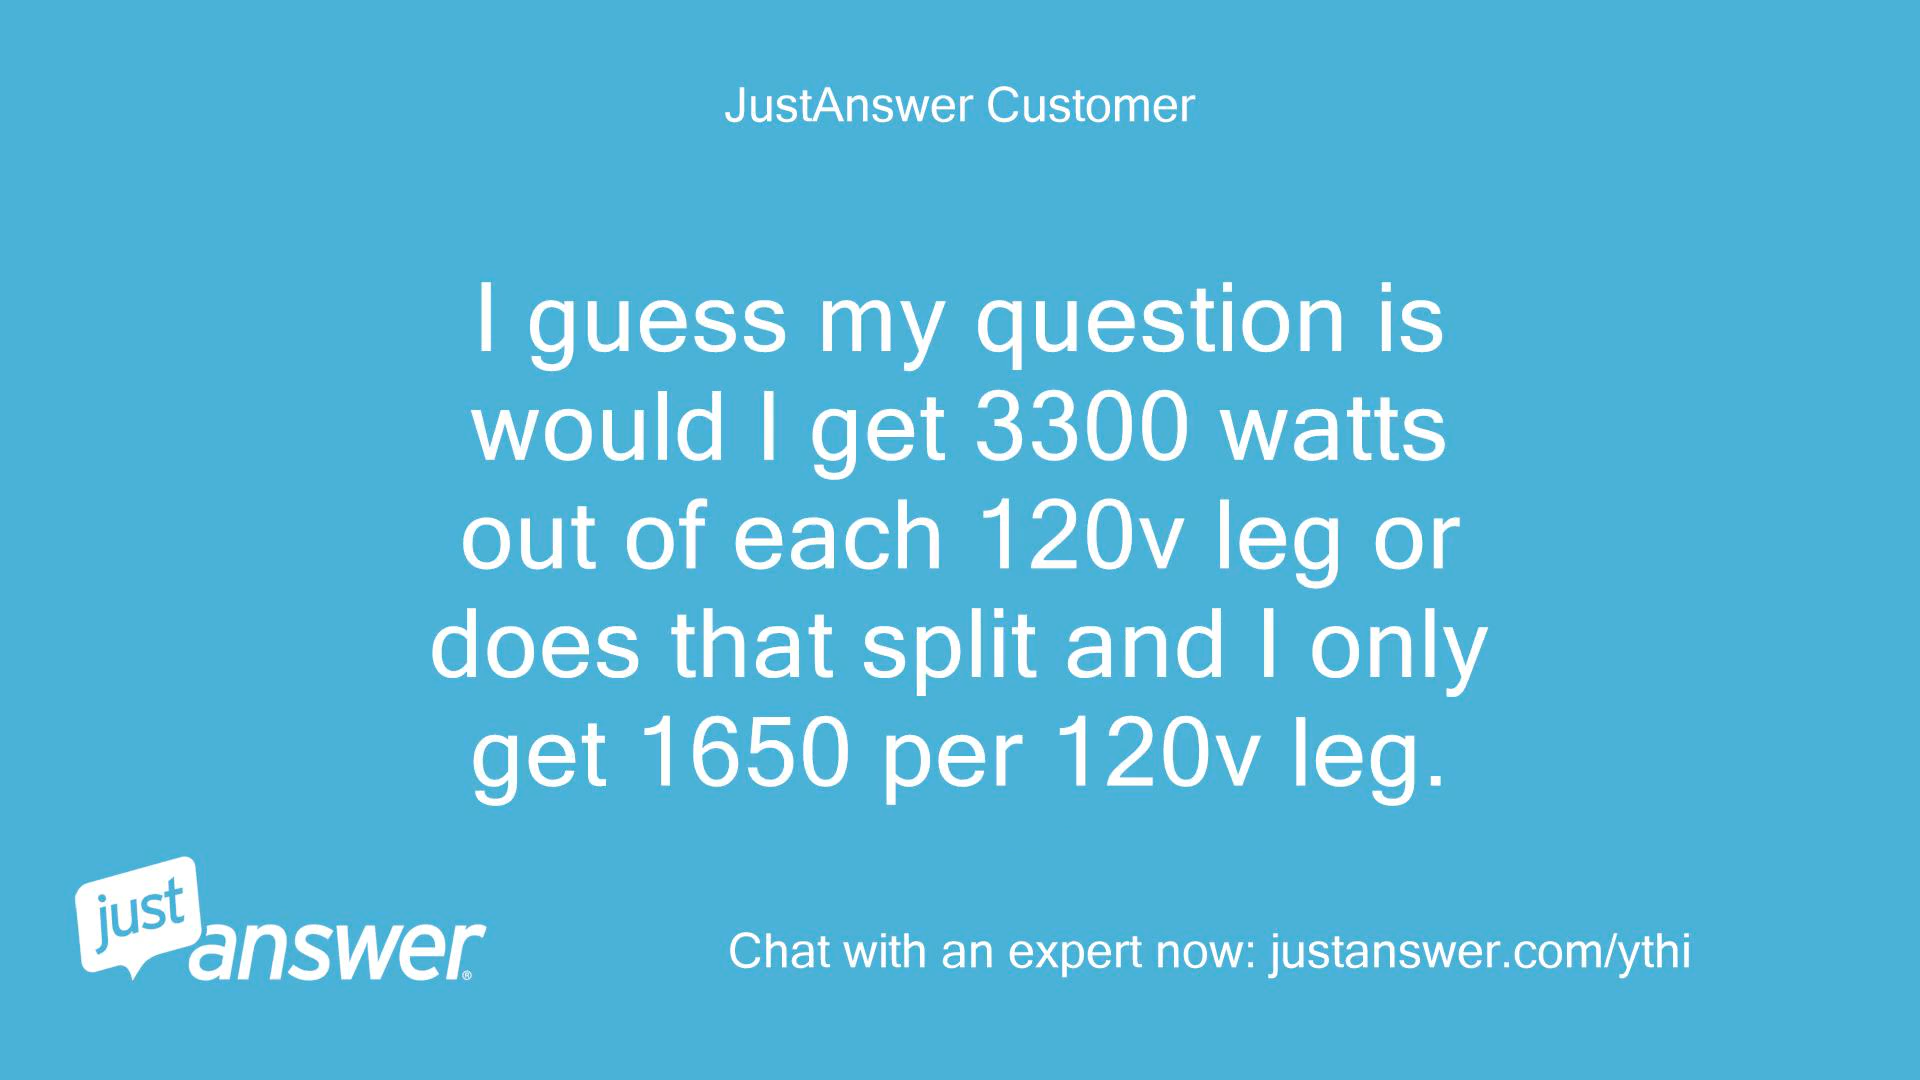 JustAnswer Customer
I guess my question is
would I get 3300 watts
out of each 120v leg or
does that split and I only
get 1650 per 120v leg.
just
answer®
Chat with an expert now: justanswer.com/ythi